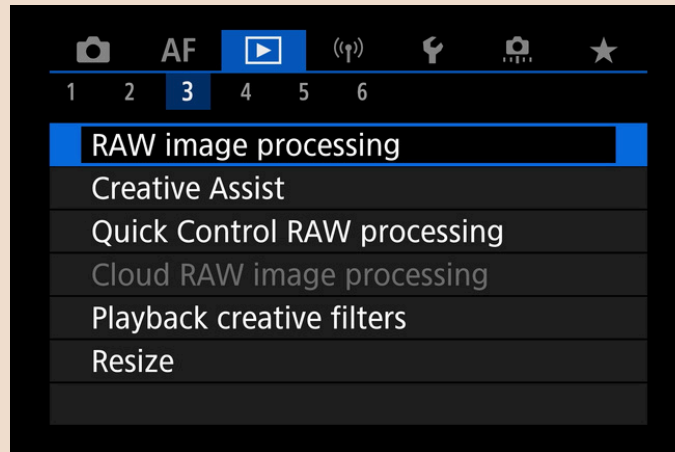 AF
1 2 3 4 5 6
RAW image processing
Creative Assist
Quick Control RAW processing
Cloud RAW image processing
Playback creative filters
Resize